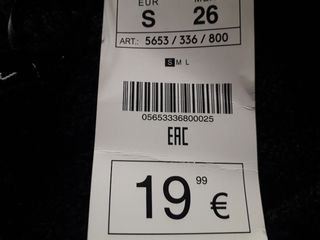 EUR
S 26
ART.: 5653 / 336 / 800
S M L
05653336800025
EAC
19 99 €